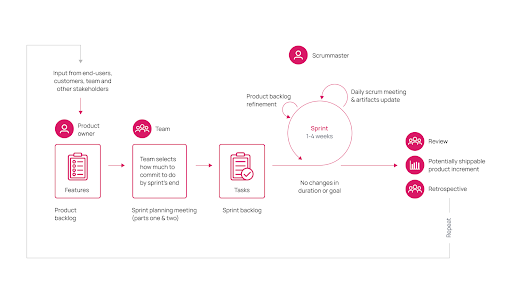 Scrummaster
Input from end-users,
customers, team and
other stakeholders
Product backlog
refinement
Daily scrum meeting
& artifacts update
Sprint
1-4 weeks
Product
owner
Team
Features
Team selects
how much to
commit to do
by sprint's end
Tasks
No changes in
duration or goal
Review
Potentially shippable
product increment
Retrospective
Product
backlog
Sprint planning meeting
(parts one & two)
Sprint backlog
Repeat